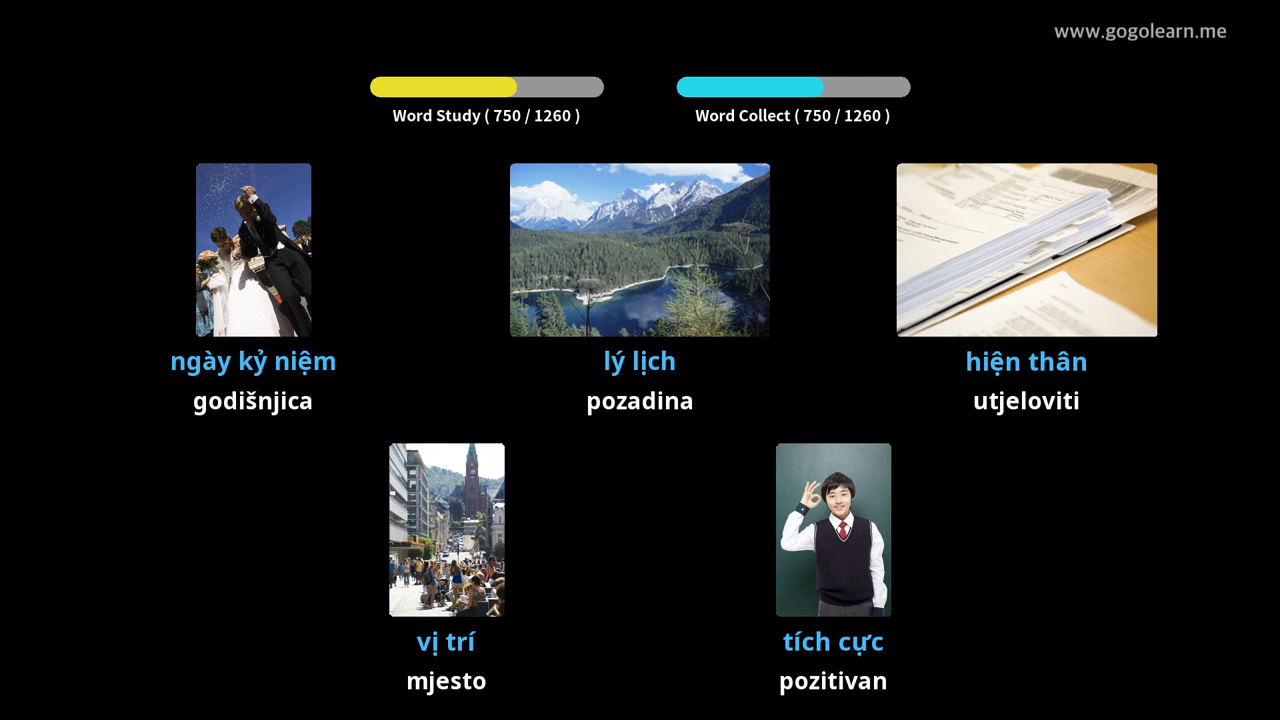 www.gogolearn.me
Word Study ( 750 / 1260 )
Word Collect ( 750 / 1260 )
ngày kỷ niệm
godišnjica
lý lịch
pozadina
hiện thân
utjeloviti
vị trí
mjesto
tích cực
pozitivan